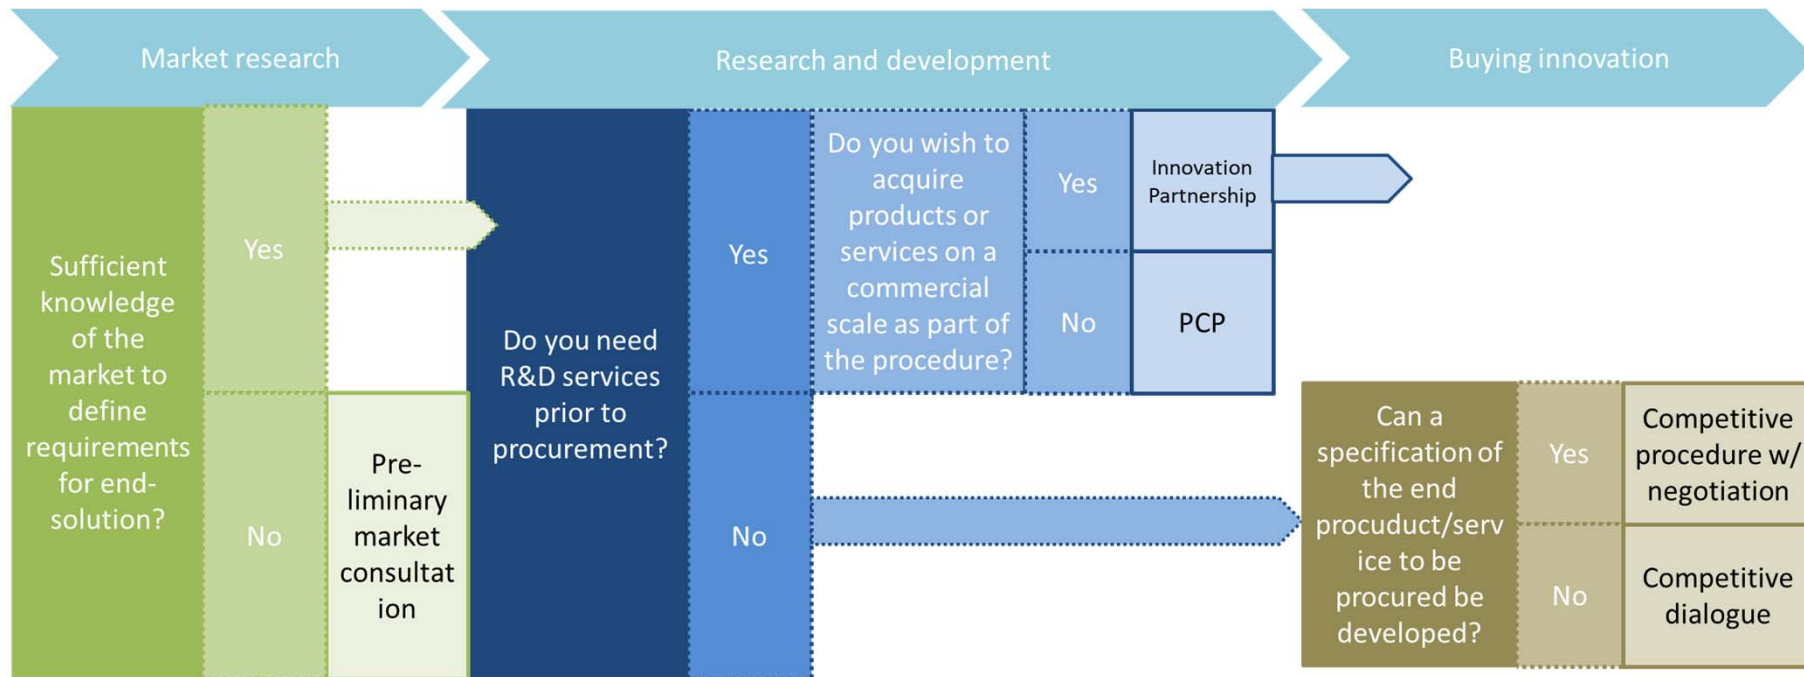 Market research
Research and development
Buying innovation
Sufficient
knowledge
of the
market to
define
requirements
for end-
solution?
Yes
No
Pre-
liminary
market
consultat
ion
Do you need
R&D services
prior to
procurement?
Yes
No
Do you wish to
acquire
products or
services on a
commercial
scale as part of
the procedure?
Yes
No
Innovation
Partnership
PCP
Can a
specification of
the end
procuduct/serv
ice to be
procured be
developed?
Yes
No
Competitive
procedure w/
negotiation
Competitive
dialogue